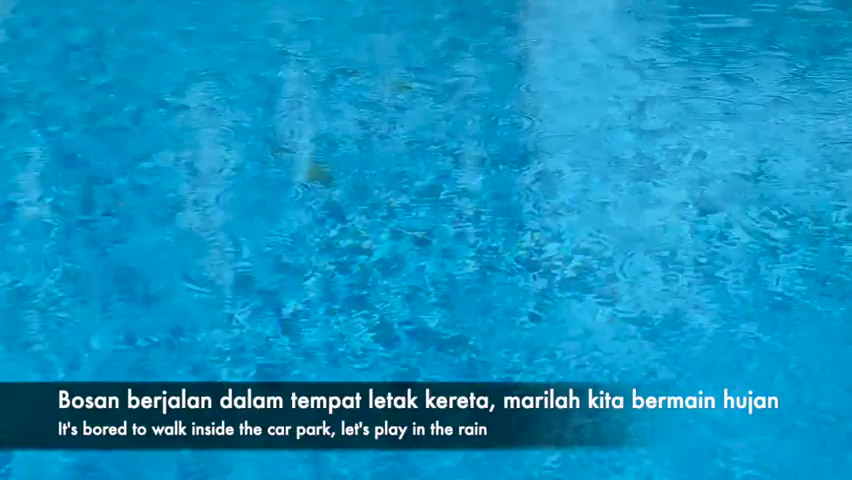 Bosan berjalan dalam tempat letak kereta, marilah kita bermain hujan
It's bored to walk inside the car park, let's play in the rain